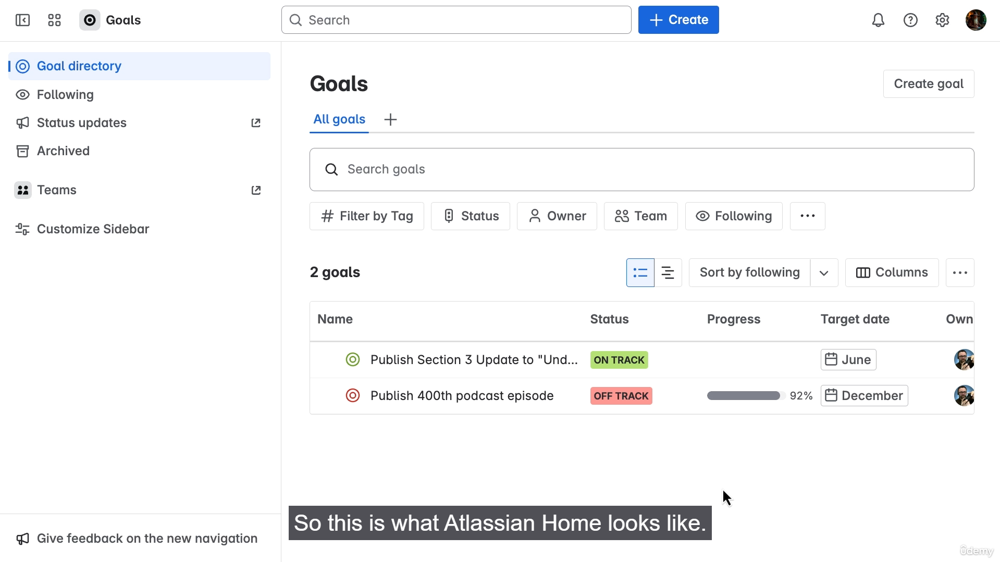 Goals
Search
Create
Goal directory
Following
Status updates
Archived
Teams
Customize Sidebar
Give feedback on the new navigation
Goals
Create goal
All goals
Search goals
Filter by Tag
Status
Owner
Team
Following
2 goals
Sort by following
Columns
Name Status Progress Target date Own
Publish Section 3 Update to "Und... ON TRACK June
Publish 400th podcast episode OFF TRACK 92% December
So this is what Atlassian Home looks like.
ûdemy